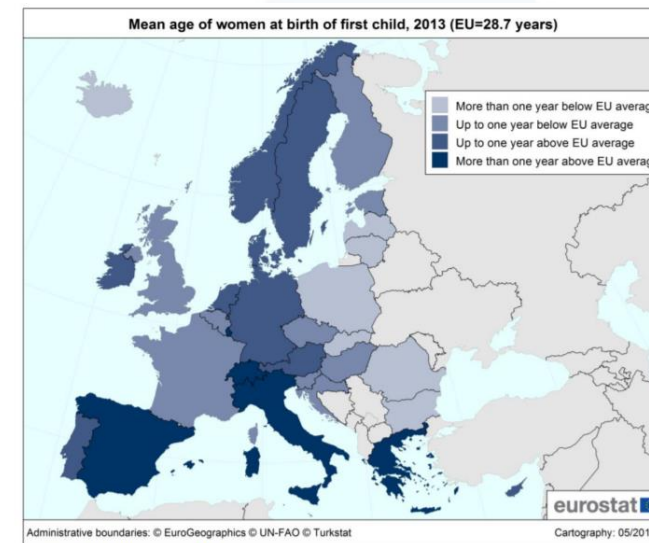 Mean age of women at birth of first child, 2013 (EU=28.7 years)
More than one year below EU averag
Up to one year below EU average
Up to one year above EU average
More than one year above EU averag
eurostat
Administrative boundaries: © EuroGeographics © UN-FAO © Turkstat
Cartography: 05/201